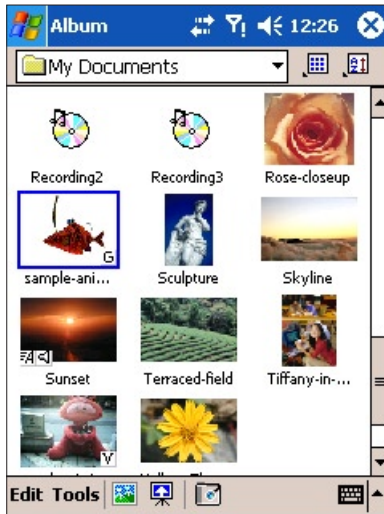 Album 12:26
My Documents
Recording2 Recording3 Rose-closeup
G
sample-ani... Sculpture Skyline
Sunset Terraced-field Tiffany-in-...
V
Edit Tools